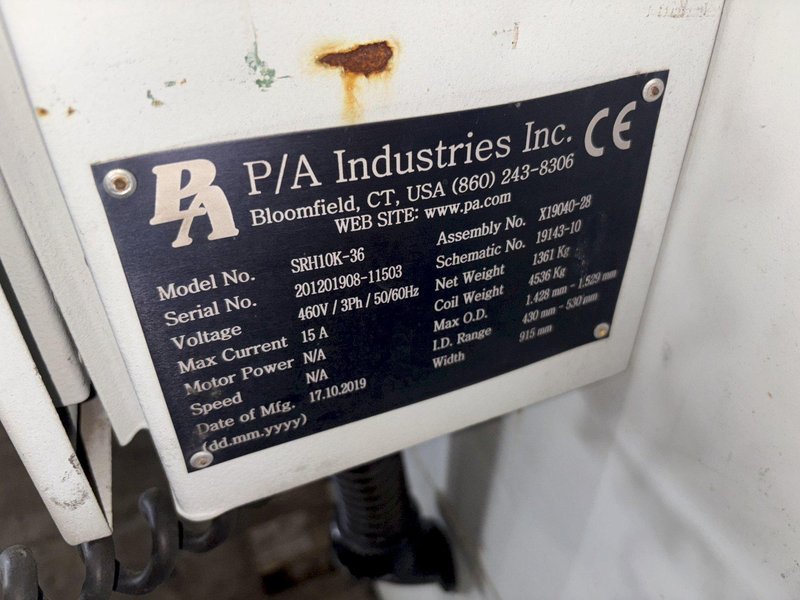 PA
P/A Industries Inc.
CE
Bloomfield, CT, USA (860) 243-8306
WEB SITE: www.pa.com
Model No. SRH10K-36
Serial No. 201201908-11503
Voltage 460V / 3Ph / 50/60Hz
Max Current 15 A
Motor Power N/A
Speed N/A
Date of Mfg. 17.10.2019
(dd.mm.yyyy)
Assembly No. X19040-28
Schematic No. 19143-10
Net Weight 1361 Kg
Coil Weight 4536 Kg
Max O.D. 1.428 mm - 1.529 mm
I.D. Range 430 mm - 530 mm
Width 915 mm